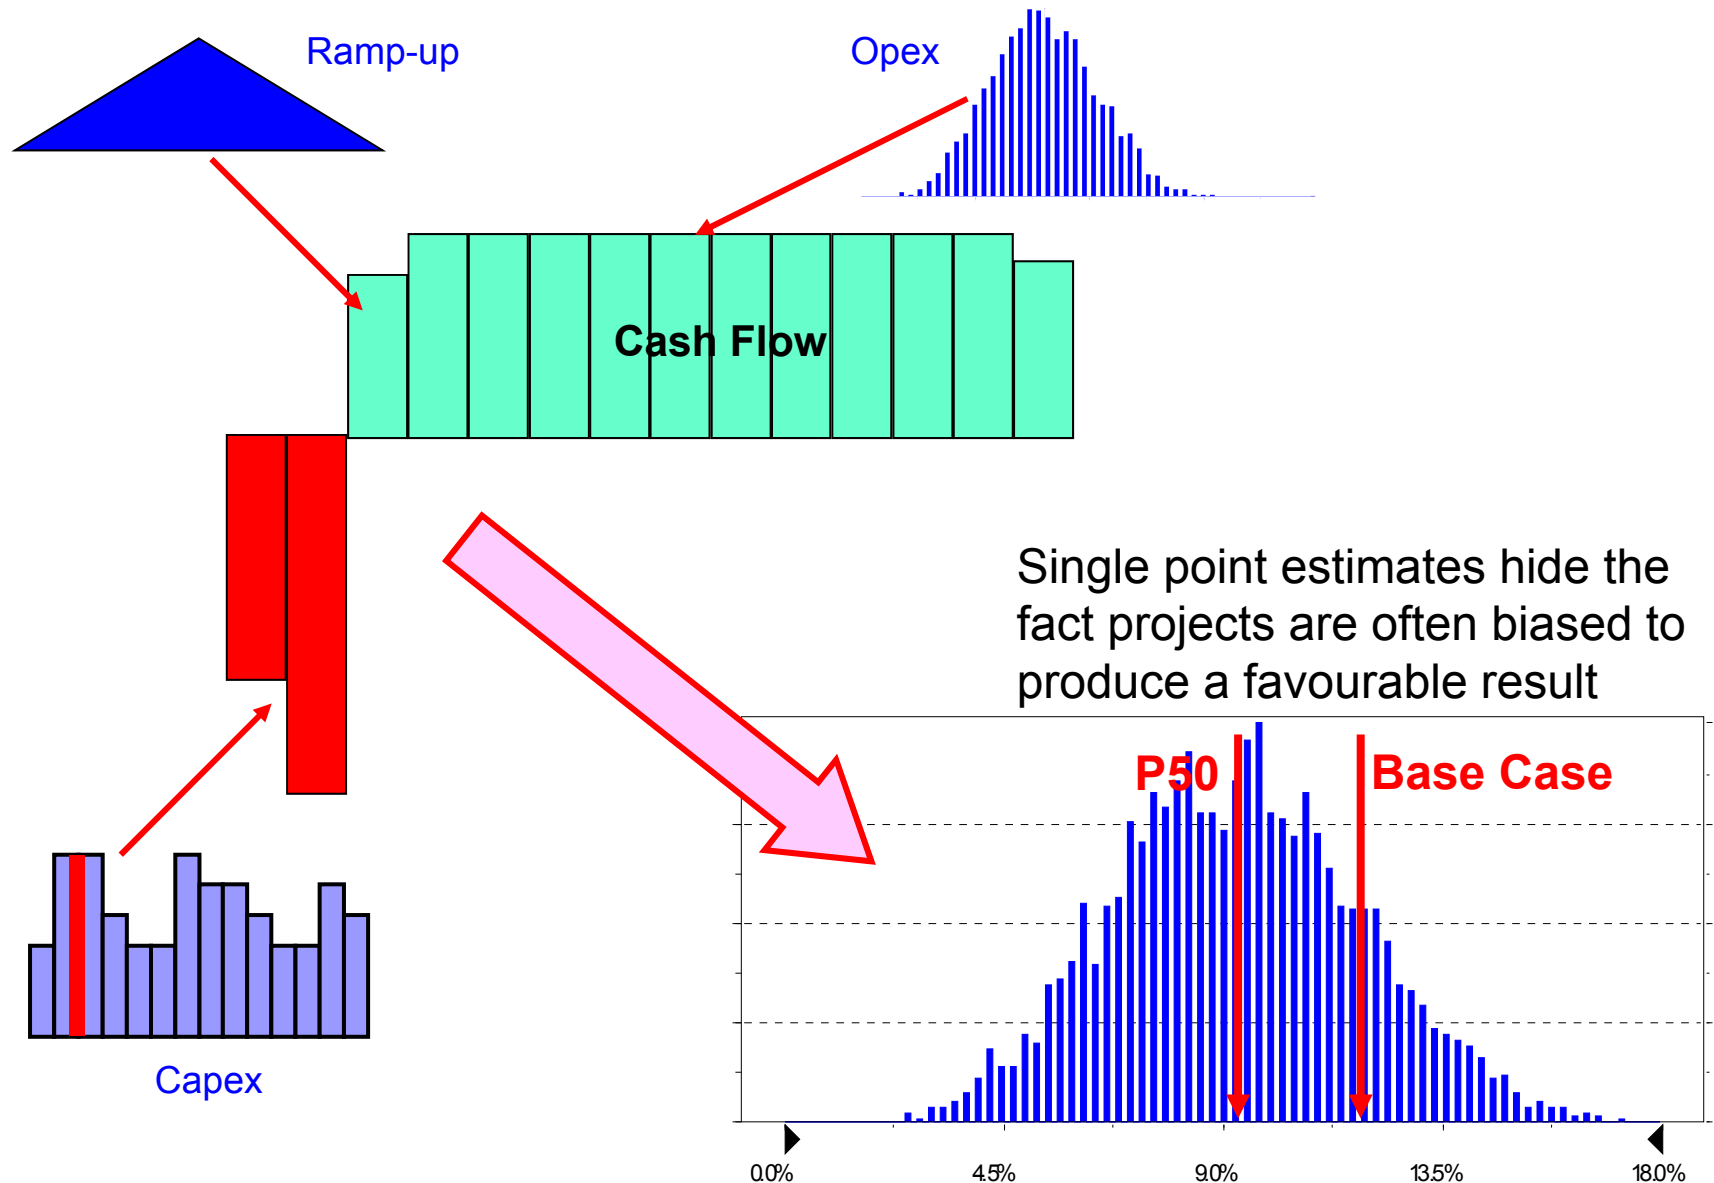 Ramp-up
Opex
Cash Flow
Single point estimates hide the
fact projects are often biased to
produce a favourable result
P50
Base Case
Capex
0.0% 4.5% 9.0% 13.5% 18.0%